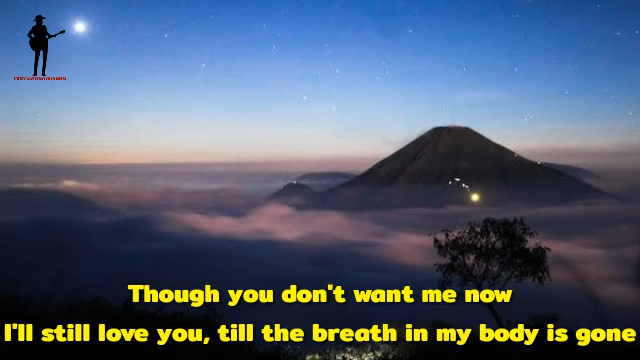 Though you don't want me now
I'll still love you, till the breath in my body is gone